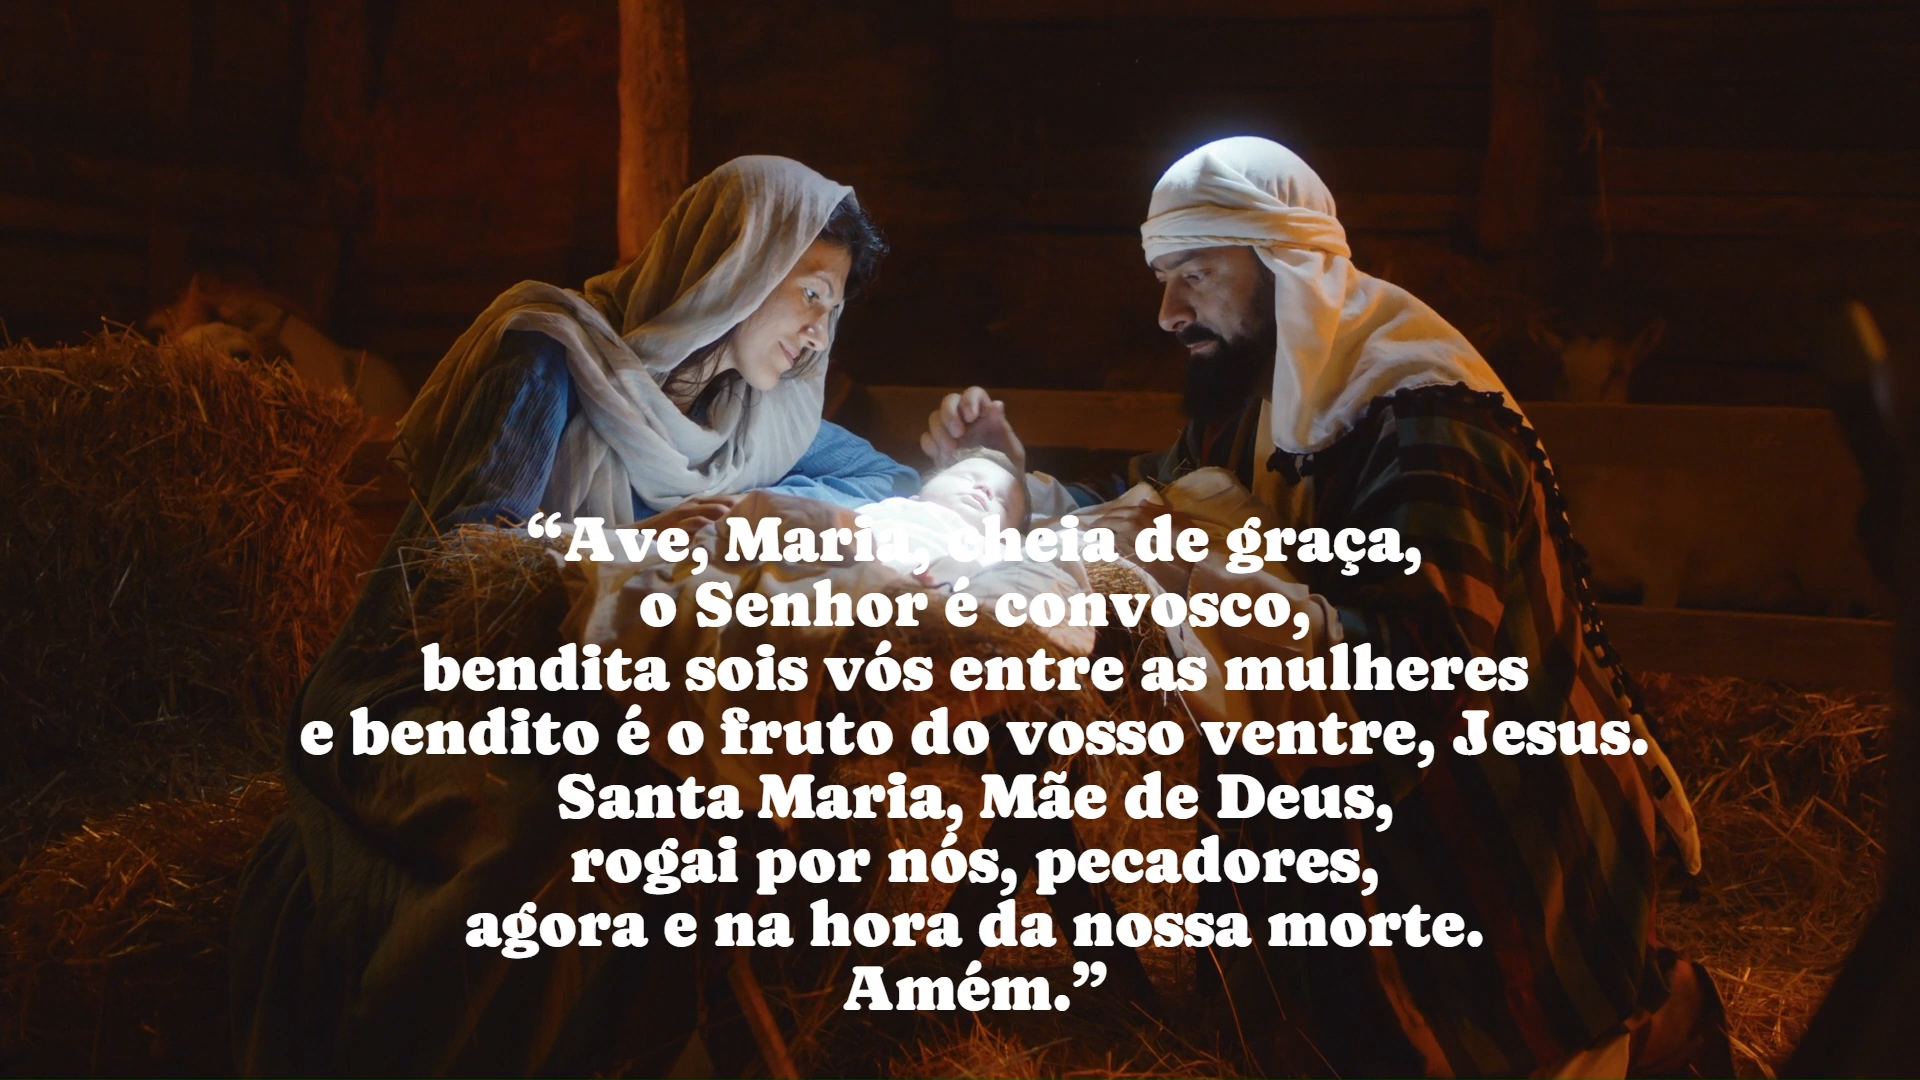 “Ave, Maria, cheia de graça,
o Senhor é convosco,
bendita sois vós entre as mulheres
e bendito é o fruto do vosso ventre, Jesus.
Santa Maria, Mãe de Deus,
rogai por nós, pecadores,
agora e na hora da nossa morte.
Amém.”